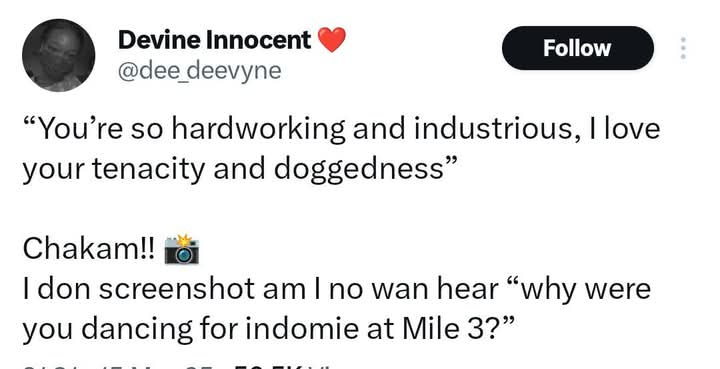 Devine Innocent ❤️
@dee_deevyne
Follow
“You’re so hardworking and industrious, I love
your tenacity and doggedness”
Chakam!! 📸
I don screenshot am I no wan hear “why were
you dancing for indomie at Mile 3?”